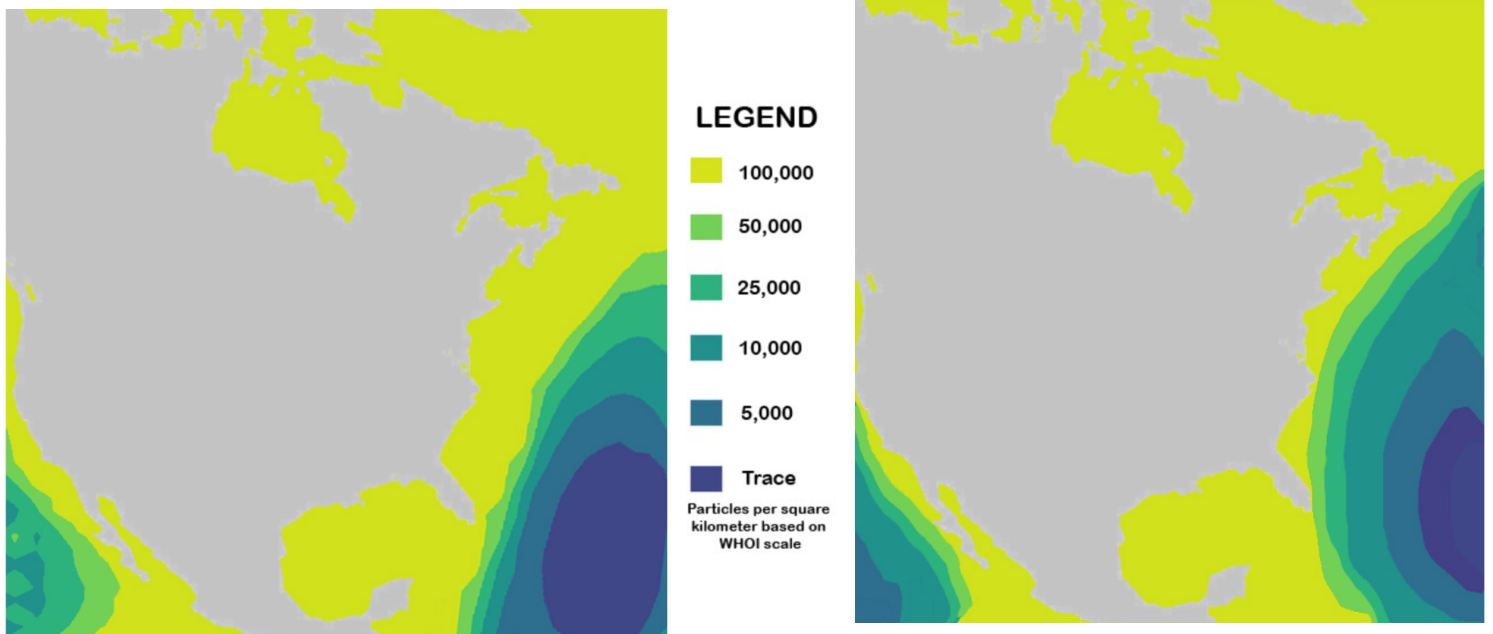 LEGEND
100,000
50,000
25,000
10,000
5,000
Trace
Particles per square
kilometer based on
WHOI scale